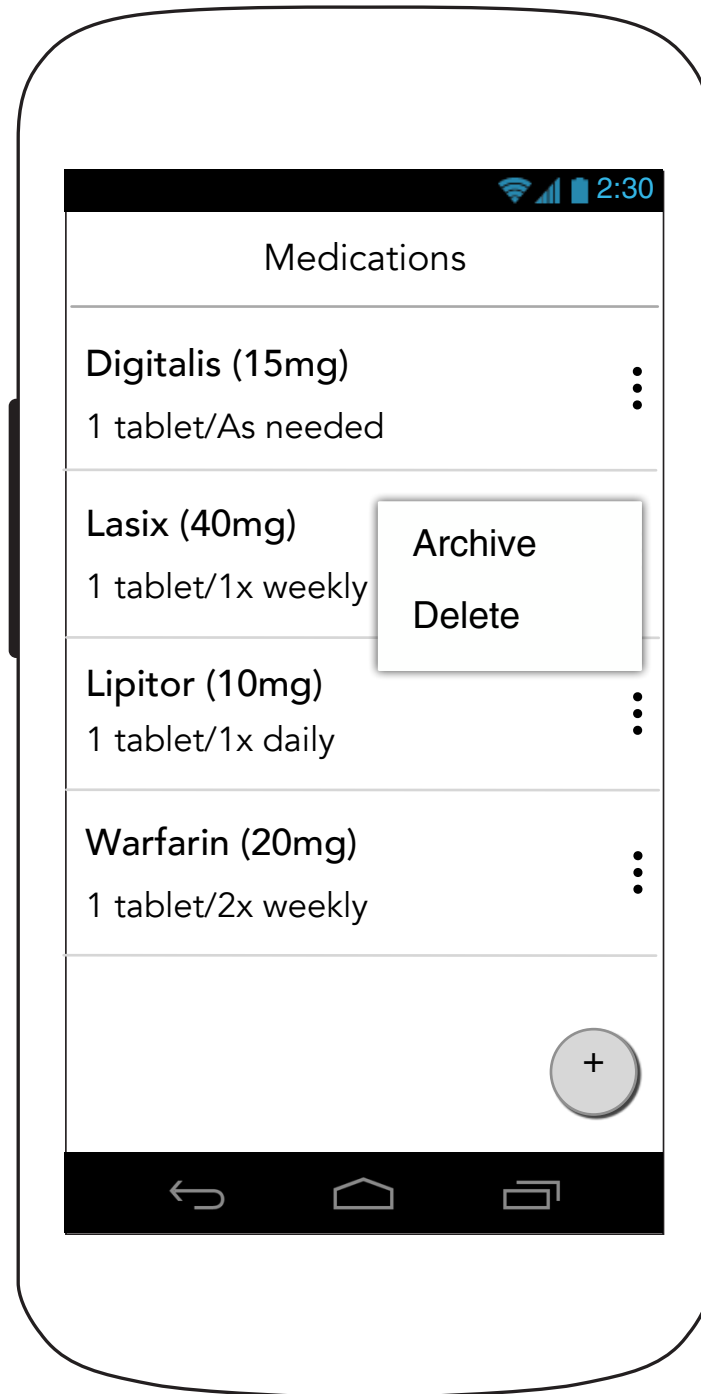 2:30
Medications
Digitalis (15mg)
1 tablet/As needed
Lasix (40mg)
1 tablet/1x weekly
Archive
Delete
Lipitor (10mg)
1 tablet/1x daily
Warfarin (20mg)
1 tablet/2x weekly
+